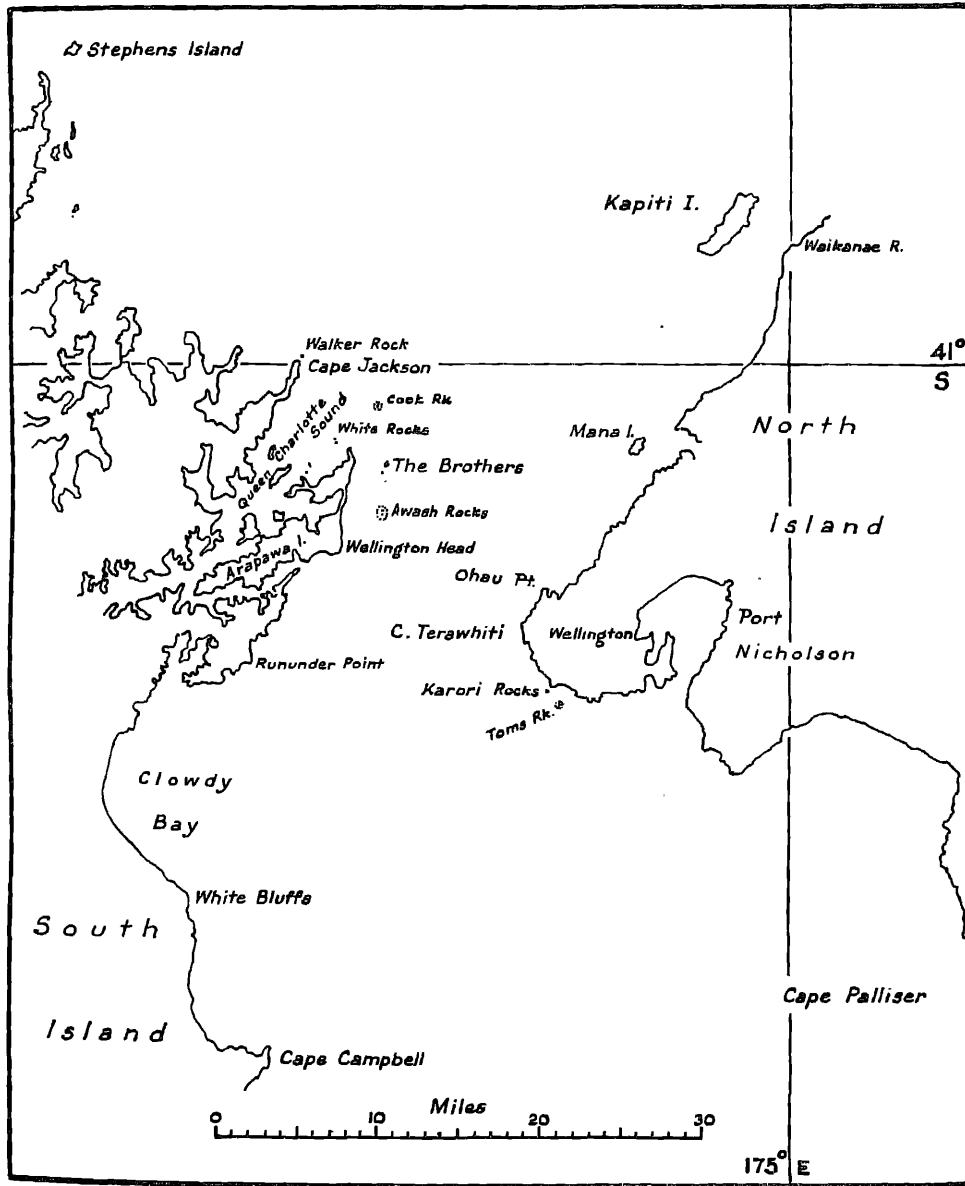 Stephens Island
Kapiti I.
Waikanae R.
Walker Rock
Cape Jackson
41°
S
Cook Rk
Queen Charlotte
Sound
White Rocks
Mana I.
North
Island
The Brothers
Awash Rocks
Arapawa I.
Wellington Head
Ohau Pt.
C. Terawhiti
Wellington
Port
Nicholson
Rununder Point
Karori Rocks
Toms Rk.
Clowdy
Bay
White Bluffs
South
Island
Cape Palliser
Cape Campbell
Miles
0 10 20 30
175° E